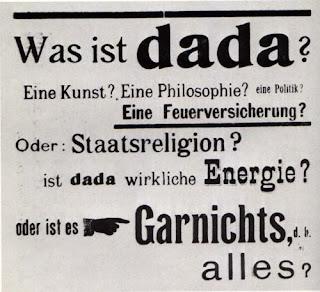 Was ist dada?
Eine Kunst? Eine Philosophie? eine Politik?
Eine Feuerversicherung?
Oder: Staatsreligion?
ist dada wirkliche Energie?
oder ist es ☛ Garnichts, d. h.
alles?